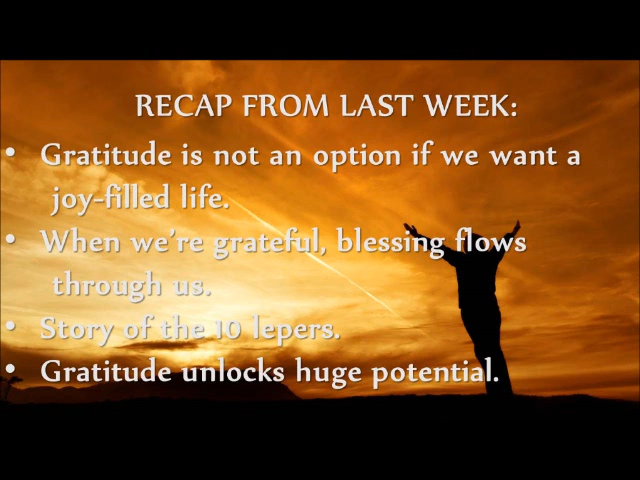 RECAP FROM LAST WEEK:
• Gratitude is not an option if we want a
joy-filled life.
• When we're grateful, blessing flows
through us.
• Story of the 10 lepers.
• Gratitude unlocks huge potential.